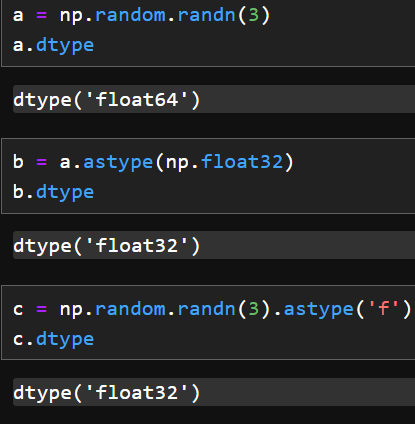 a = np.random.randn(3)
a.dtype
dtype('float64')
b = a.astype(np.float32)
b.dtype
dtype('float32')
c = np.random.randn(3).astype('f')
c.dtype
dtype('float32')